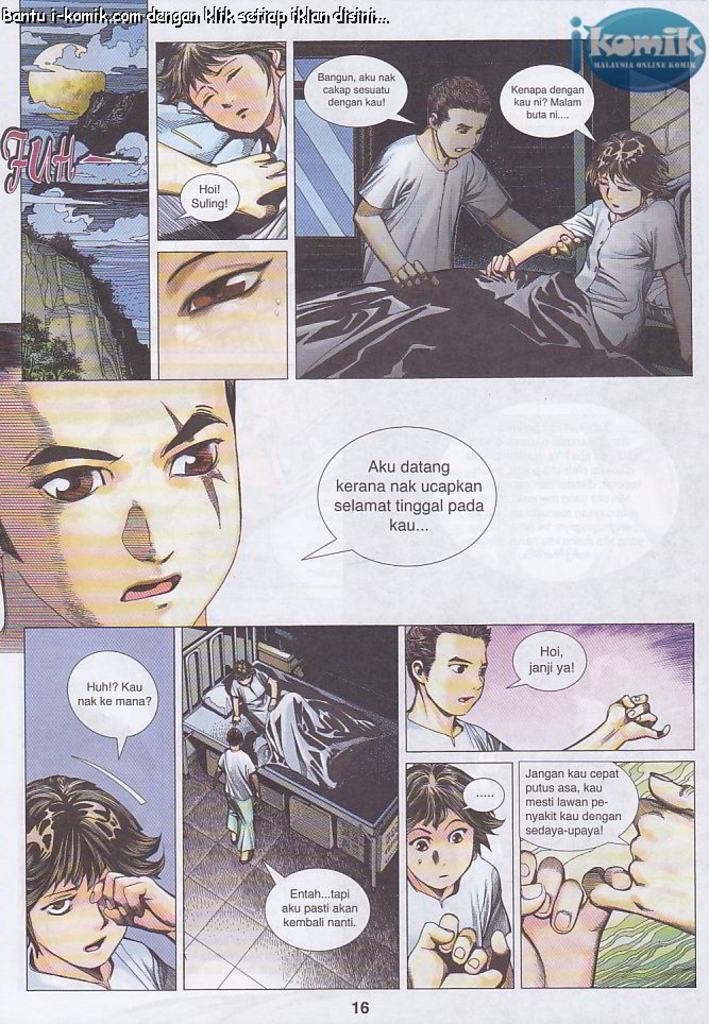 Bantu i-komik.com dengan klik setiap iklan disini...
iKomik
MALAYSIA ONLINE KOMIK
FUH
Hoi!
Suling!
Bangun, aku nak
cakap sesuatu
dengan kau!
Kenapa dengan
kau ni? Malam
buta ni....
Aku datang
kerana nak ucapkan
selamat tinggal pada
kau...
Huh!? Kau
nak ke mana?
Entah...tapi
aku pasti akan
kembali nanti.
Hoi,
janji ya!
.....
Jangan kau cepat
putus asa, kau
mesti lawan pe-
nyakit kau dengan
sedaya-upaya!
16